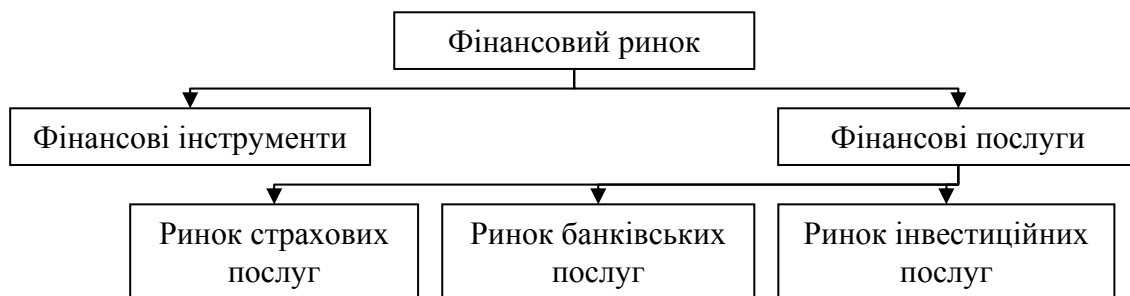 Фінансовий ринок
Фінансові інструменти
Фінансові послуги
Ринок страхових
послуг
Ринок банківських
послуг
Ринок інвестиційних
послуг